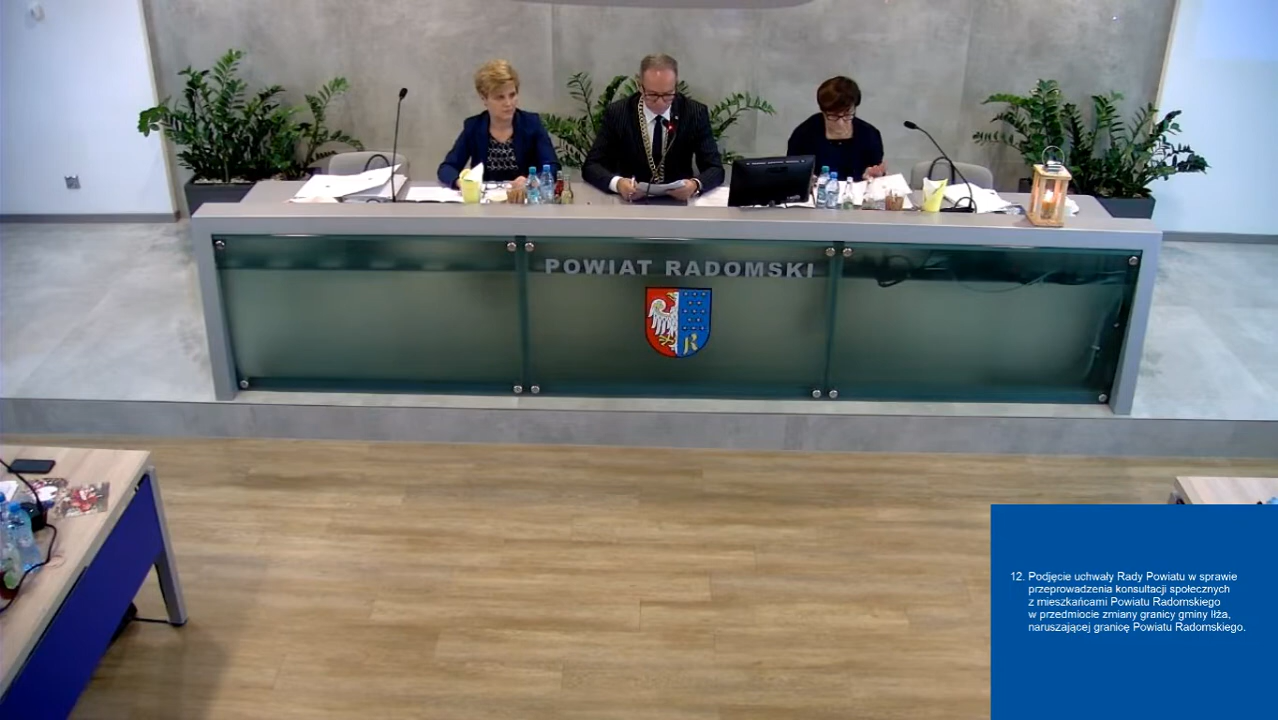 POWIAT RADOMSKI
12. Podjęcie uchwały Rady Powiatu w sprawie
przeprowadzenia konsultacji społecznych
z mieszkańcami Powiatu Radomskiego
w przedmiocie zmiany granicy gminy Iłża,
naruszającej granicę Powiatu Radomskiego.